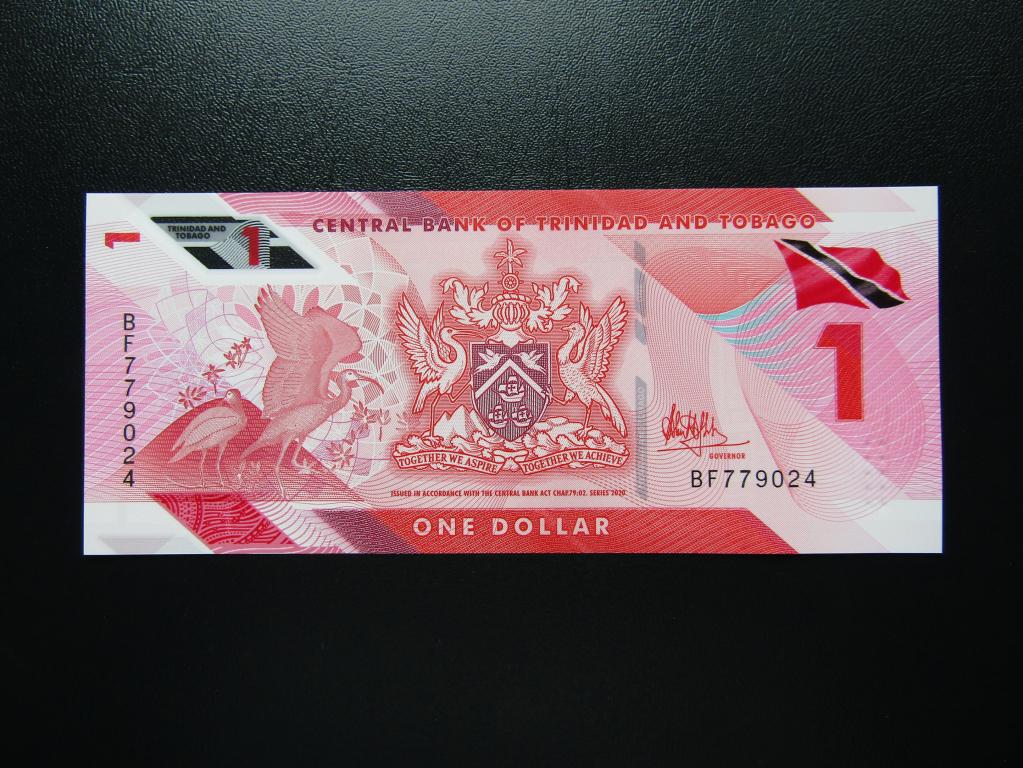 CENTRAL BANK OF TRINIDAD AND TOBAGO
1
TRINIDAD AND
TOBAGO
1
BF779024
1
TOGETHER WE ASPIRE TOGETHER WE ACHIEVE
GOVERNOR
BF779024
ISSUED IN ACCORDANCE WITH THE CENTRAL BANK ACT CHAP.79:02. SERIES 2020
ONE DOLLAR